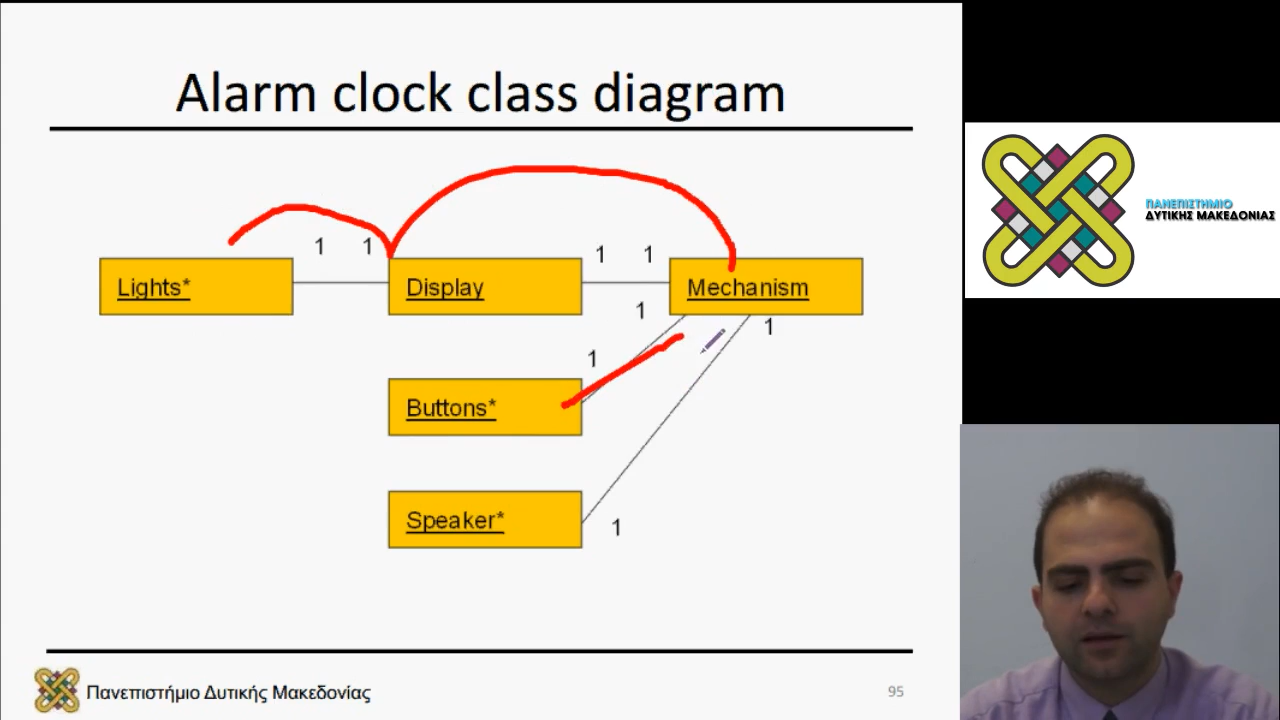 Alarm clock class diagram
ΠΑΝΕΠΙΣΤΗΜΙΟ
ΔΥΤΙΚΗΣ ΜΑΚΕΔΟΝΙΑΣ
1 1
1 1
Lights*
Display
Mechanism
1
1
1
Buttons*
Speaker*
1
Πανεπιστήμιο Δυτικής Μακεδονίας
95